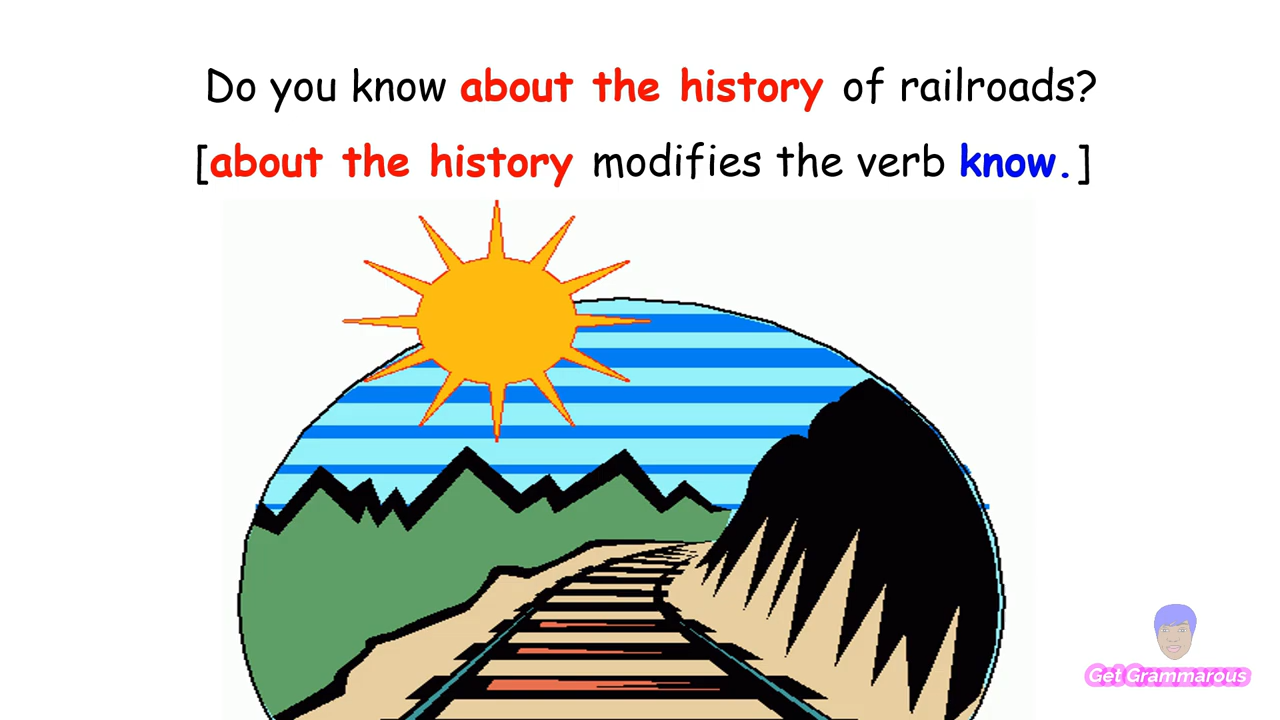 Do you know about the history of railroads?
[about the history modifies the verb know.]
Get Grammarous